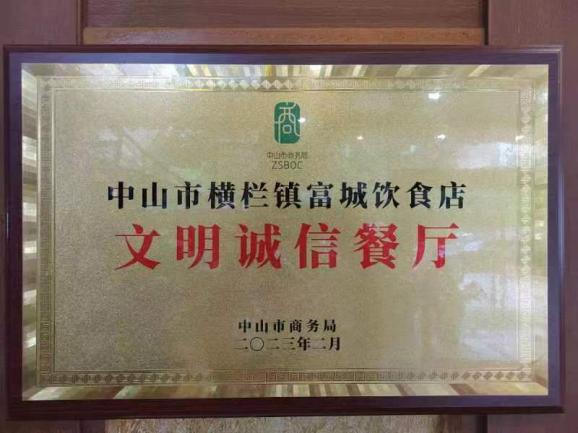 商
中山市商务局
ZSBOC
中山市横栏镇富城饮食店
文明诚信餐厅
中山市商务局
二〇二三年二月